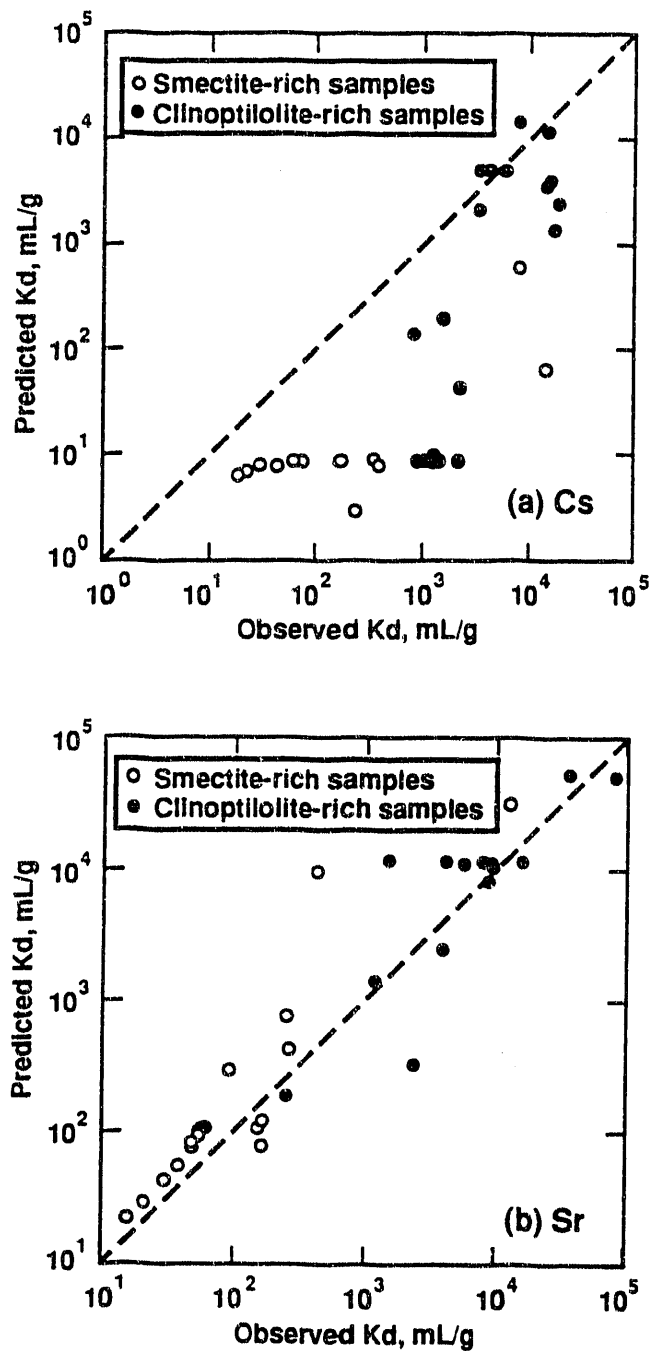 10^5
○ Smectite-rich samples
● Clinoptilolite-rich samples
10^4
10^3
10^2
10^1
10^0
Predicted Kd, mL/g
(a) Cs
10^0 10^1 10^2 10^3 10^4 10^5
Observed Kd, mL/g
10^5
○ Smectite-rich samples
● Clinoptilolite-rich samples
10^4
10^3
10^2
10^1
Predicted Kd, mL/g
(b) Sr
10^1 10^2 10^3 10^4 10^5
Observed Kd, mL/g